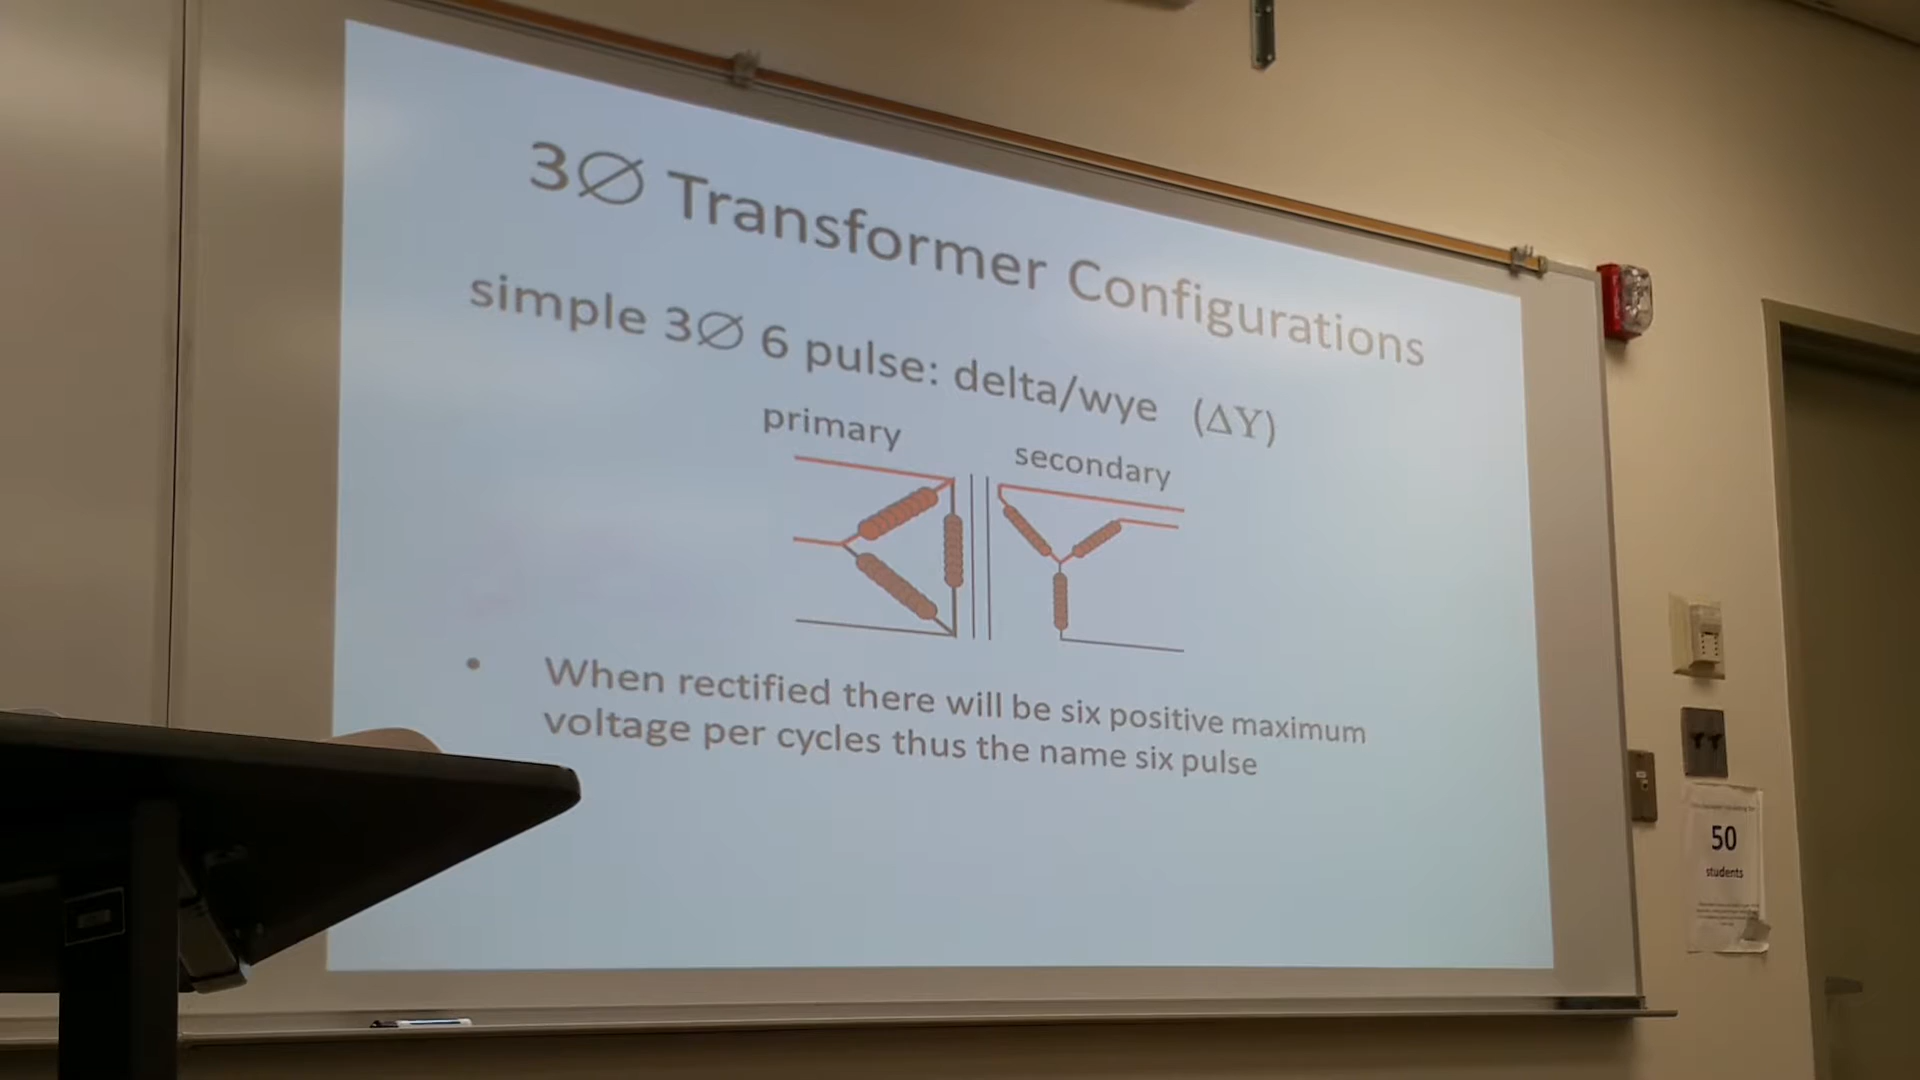 3∅ Transformer Configurations
simple 3∅ 6 pulse: delta/wye (ΔY)
primary
secondary
• When rectified there will be six positive maximum
voltage per cycles thus the name six pulse
50
students